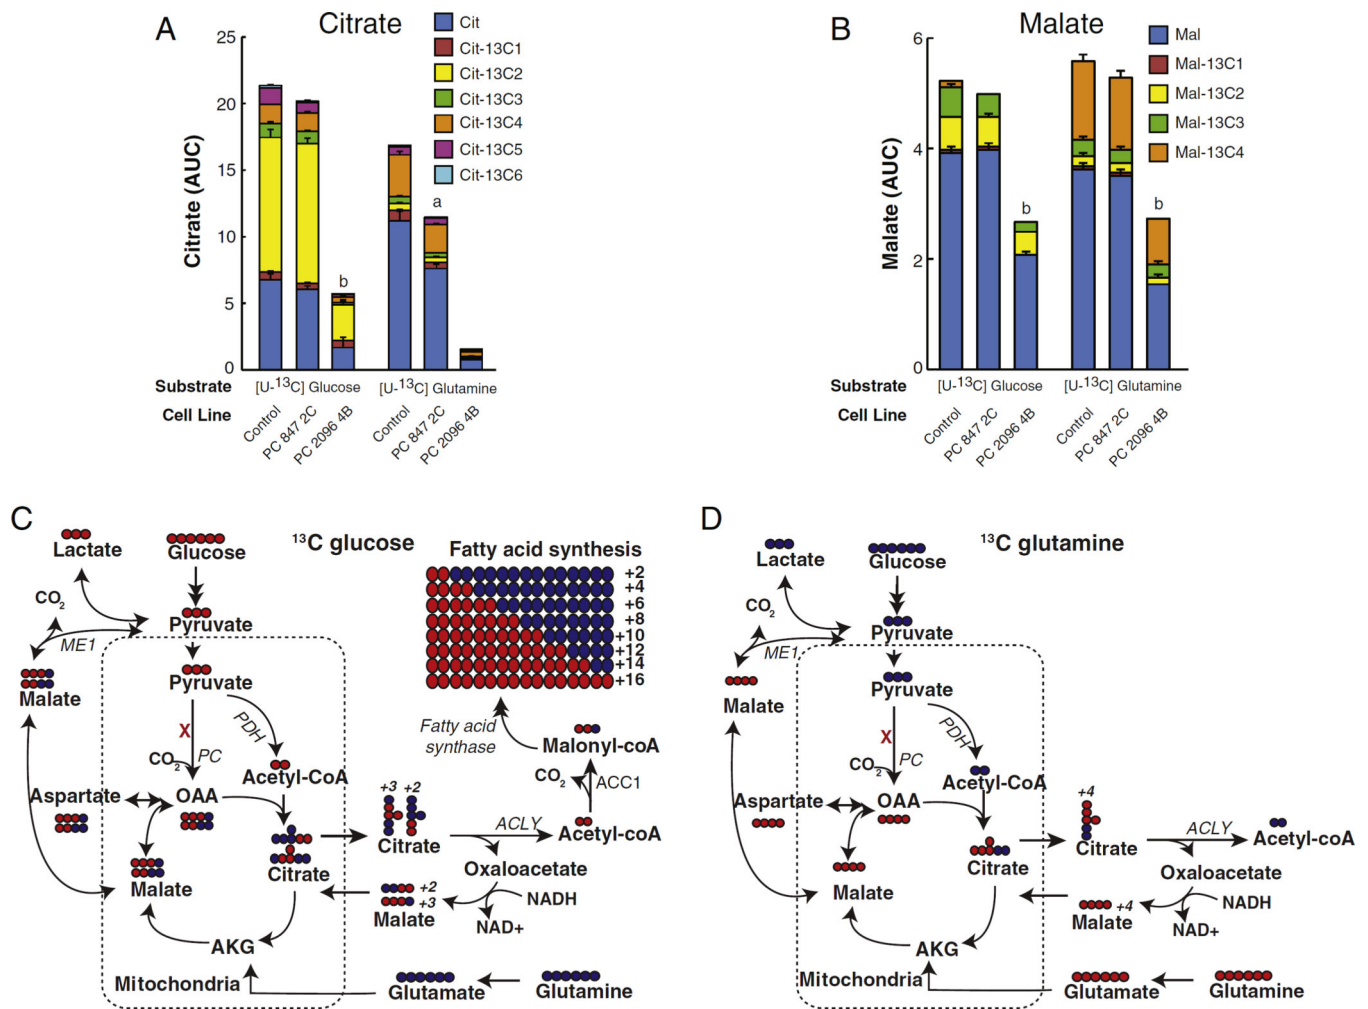 A
Citrate
Citrate (AUC)
25
20
15
10
5
0
Cit
Cit-13C1
Cit-13C2
Cit-13C3
Cit-13C4
Cit-13C5
Cit-13C6
b
a
Substrate
[U-13C] Glucose
[U-13C] Glutamine
Cell Line
Control
PC 847 2C
PC 2096 4B
Control
PC 847 2C
PC 2096 4B
B
Malate
Malate (AUC)
6
4
2
0
Mal
Mal-13C1
Mal-13C2
Mal-13C3
Mal-13C4
b
b
Substrate
[U-13C] Glucose
[U-13C] Glutamine
Cell Line
Control
PC 847 2C
PC 2096 4B
Control
PC 847 2C
PC 2096 4B
C
13C glucose
Lactate
Glucose
Fatty acid synthesis
+2
+4
+6
+8
+10
+12
+14
+16
CO2
ME1
Pyruvate
Malate
Pyruvate
X
PDH
CO2
PC
Acetyl-CoA
Aspartate
OAA
Fatty acid
synthase
Malonyl-coA
CO2
ACC1
+3 +2
Citrate
ACLY
Acetyl-coA
Malate
Citrate
Oxaloacetate
+2
+3
Malate
NADH
NAD+
AKG
Mitochondria
Glutamate
Glutamine
D
13C glutamine
Lactate
Glucose
CO2
ME1
Pyruvate
Malate
Pyruvate
X
PDH
CO2
PC
Acetyl-CoA
Aspartate
OAA
+4
Citrate
ACLY
Acetyl-coA
Malate
Citrate
Oxaloacetate
+4
Malate
NADH
NAD+
AKG
Mitochondria
Glutamate
Glutamine